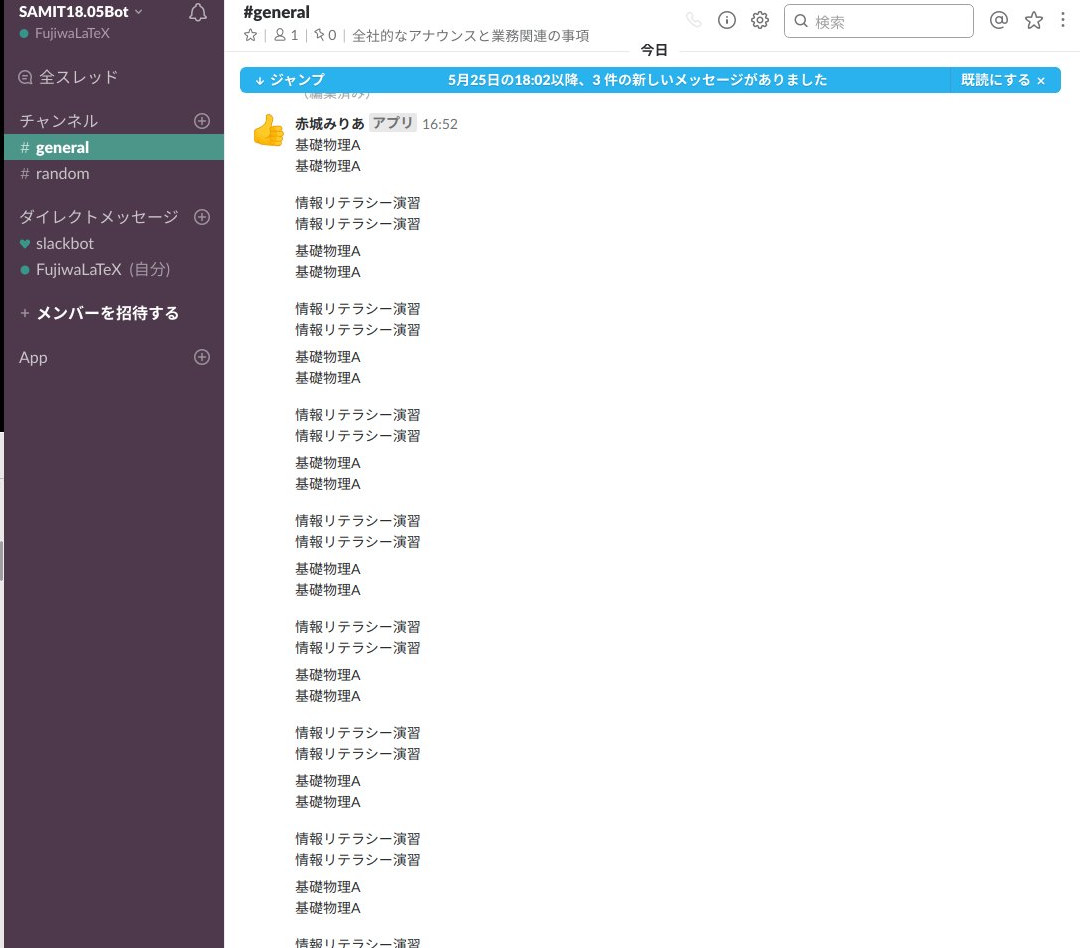 SAMIT18.05Bot
FujiwaLaTeX
全スレッド
チャンネル
# general
# random
ダイレクトメッセージ
slackbot
FujiwaLaTeX (自分)
+ メンバーを招待する
App
#general
1 | 0 | 全社的なアナウンスと業務関連の事項
検索
今日
↓ ジャンプ 5月25日の18:02以降、3 件の新しいメッセージがありました 既読にする ×
(編集済み)
赤城みりあ アプリ 16:52
基礎物理A
基礎物理A
情報リテラシー演習
情報リテラシー演習
基礎物理A
基礎物理A
情報リテラシー演習
情報リテラシー演習
基礎物理A
基礎物理A
情報リテラシー演習
情報リテラシー演習
基礎物理A
基礎物理A
情報リテラシー演習
情報リテラシー演習
基礎物理A
基礎物理A
情報リテラシー演習
情報リテラシー演習
基礎物理A
基礎物理A
情報リテラシー演習
情報リテラシー演習
基礎物理A
基礎物理A
情報リテラシー演習
情報リテラシー演習
基礎物理A
基礎物理A
情報リテラシー演習